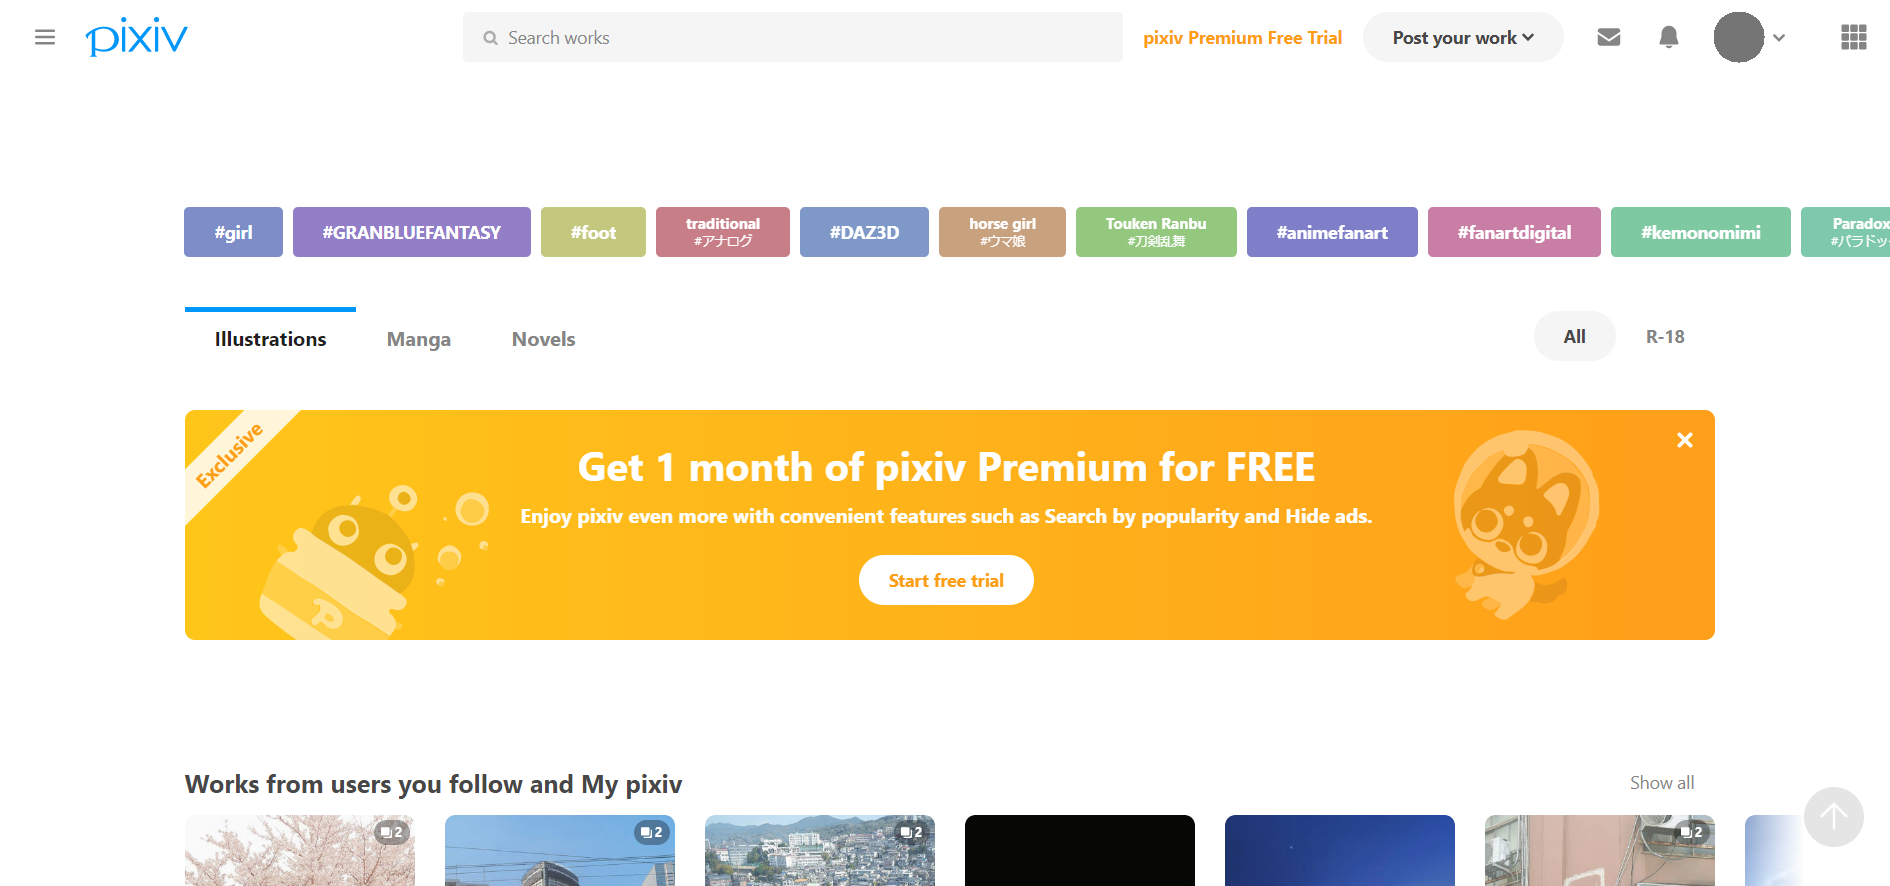 pixiv
Search works
pixiv Premium Free Trial
Post your work
#girl
#GRANBLUEFANTASY
#foot
traditional
#アナログ
#DAZ3D
horse girl
#ウマ娘
Touken Ranbu
#刀剣乱舞
#animefanart
#fanartdigital
#kemonomimi
Paradox
#パラドッ
Illustrations
Manga
Novels
All
R-18
Exclusive
Get 1 month of pixiv Premium for FREE
Enjoy pixiv even more with convenient features such as Search by popularity and Hide ads.
Start free trial
P
Works from users you follow and My pixiv
Show all
2
2
2
2